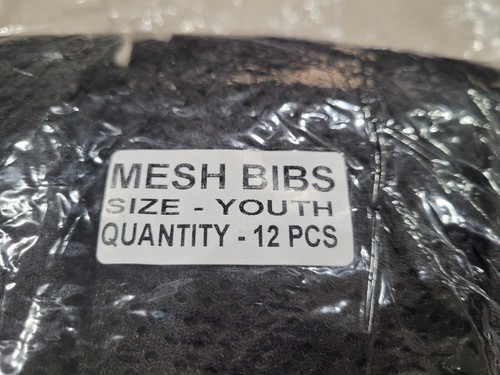 MESH BIBS
SIZE - YOUTH
QUANTITY - 12 PCS